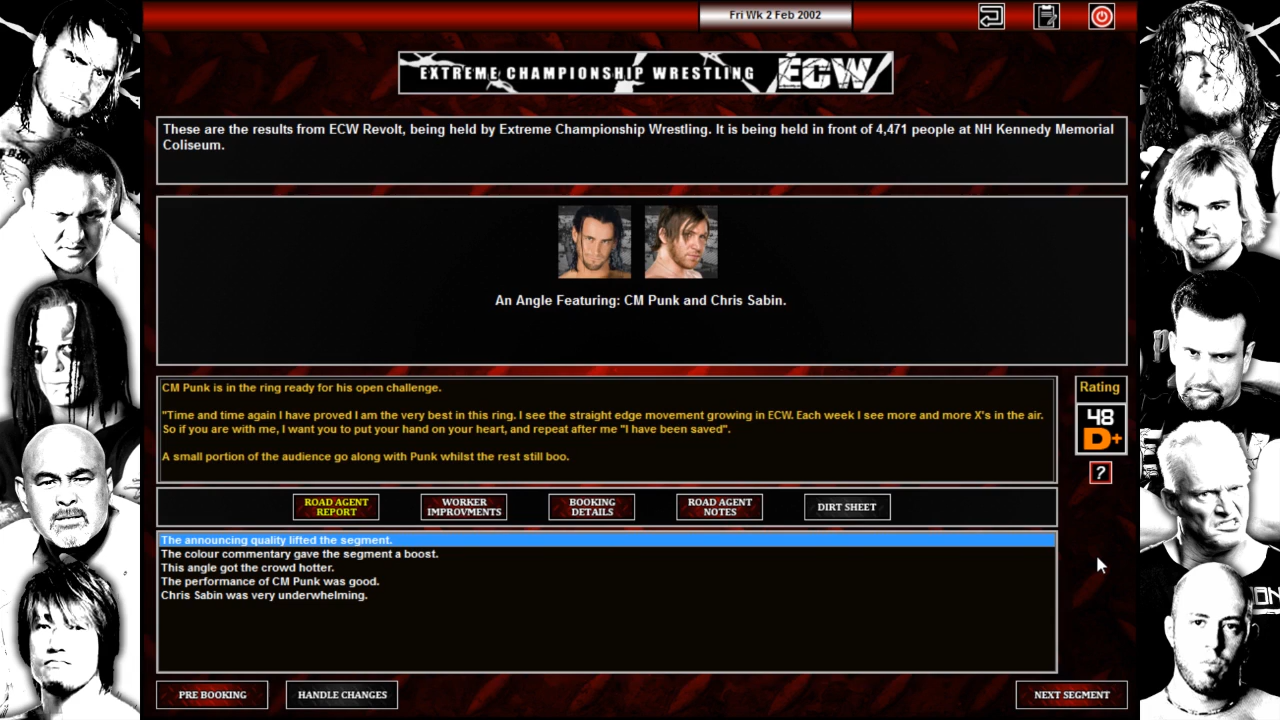 Fri Wk 2 Feb 2002
EXTREME CHAMPIONSHIP WRESTLING ECW
These are the results from ECW Revolt, being held by Extreme Championship Wrestling. It is being held in front of 4,471 people at NH Kennedy Memorial
Coliseum.
An Angle Featuring: CM Punk and Chris Sabin.
CM Punk is in the ring ready for his open challenge.
"Time and time again I have proved I am the very best in this ring. I see the straight edge movement growing in ECW. Each week I see more and more X's in the air.
So if you are with me, I want you to put your hand on your heart, and repeat after me "I have been saved".
A small portion of the audience go along with Punk whilst the rest still boo.
Rating
48
D+
?
ROAD AGENT
REPORT
WORKER
IMPROVMENTS
BOOKING
DETAILS
ROAD AGENT
NOTES
DIRT SHEET
The announcing quality lifted the segment.
The colour commentary gave the segment a boost.
This angle got the crowd hotter.
The performance of CM Punk was good.
Chris Sabin was very underwhelming.
PRE BOOKING
HANDLE CHANGES
NEXT SEGMENT